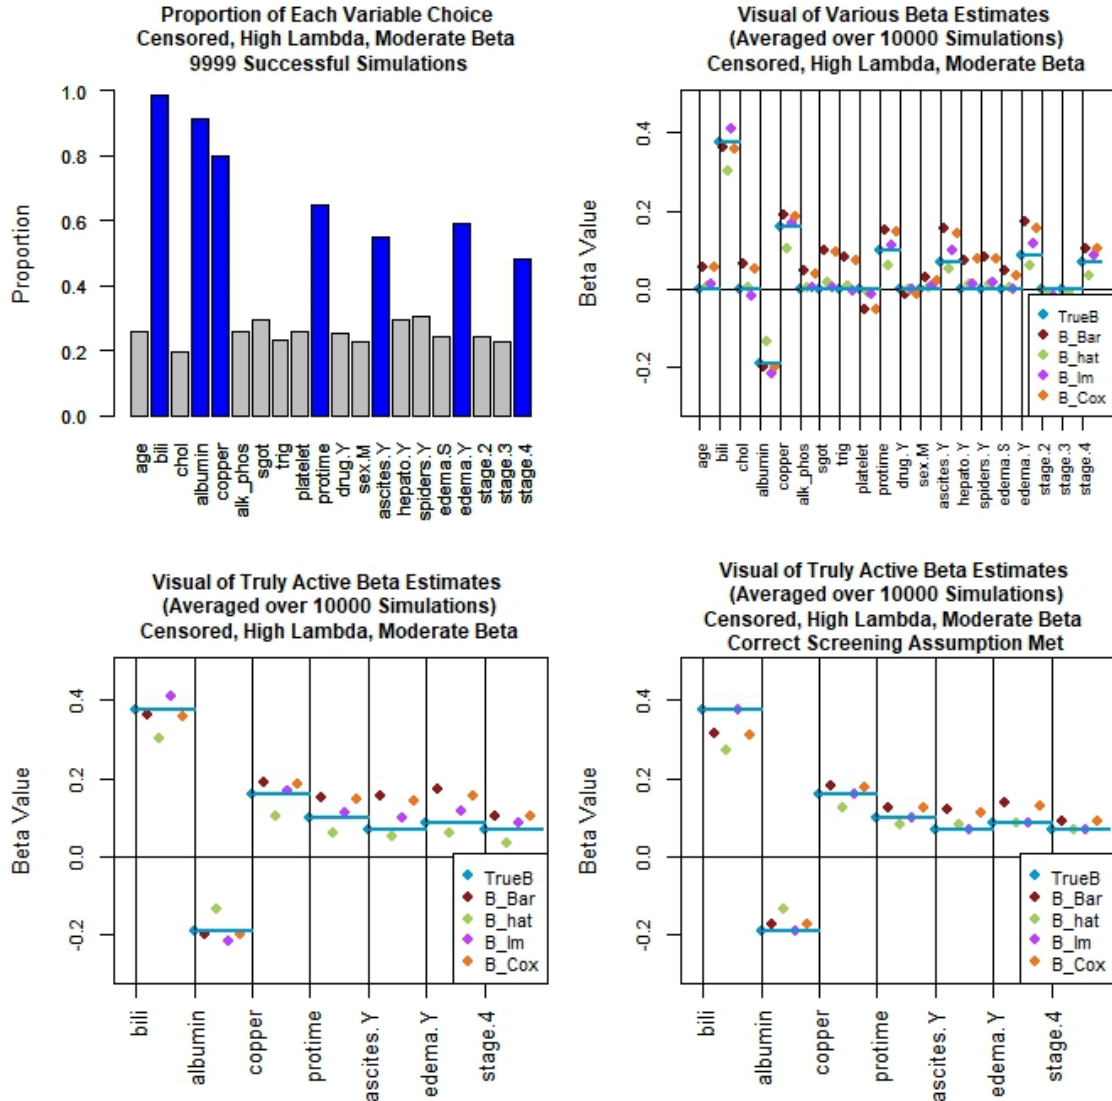 Proportion of Each Variable Choice
Censored, High Lambda, Moderate Beta
9999 Successful Simulations
Proportion
1.0
0.8
0.6
0.4
0.2
0.0
age
bili
chol
albumin
copper
alk_phos
sgot
trig
platelet
protime
drug.Y
sex.M
ascites.Y
hepato.Y
spiders.Y
edema.S
edema.Y
stage.2
stage.3
stage.4
Visual of Various Beta Estimates
(Averaged over 10000 Simulations)
Censored, High Lambda, Moderate Beta
Beta Value
0.4
0.2
0.0
-0.2
TrueB
B_Bar
B_hat
B_lm
B_Cox
age
bili
chol
albumin
copper
alk_phos
sgot
trig
platelet
protime
drug.Y
sex.M
ascites.Y
hepato.Y
spiders.Y
edema.S
edema.Y
stage.2
stage.3
stage.4
Visual of Truly Active Beta Estimates
(Averaged over 10000 Simulations)
Censored, High Lambda, Moderate Beta
Beta Value
0.4
0.2
0.0
-0.2
TrueB
B_Bar
B_hat
B_lm
B_Cox
bili
albumin
copper
protime
ascites.Y
edema.Y
stage.4
Visual of Truly Active Beta Estimates
(Averaged over 10000 Simulations)
Censored, High Lambda, Moderate Beta
Correct Screening Assumption Met
Beta Value
0.4
0.2
0.0
-0.2
TrueB
B_Bar
B_hat
B_lm
B_Cox
bili
albumin
copper
protime
ascites.Y
edema.Y
stage.4